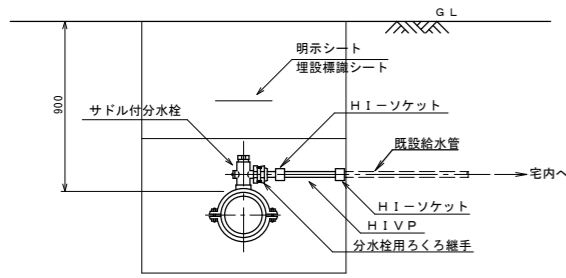 ＧＬ
明示シート
埋設標識シート
900
サドル付分水栓
ＨＩ－ソケット
既設給水管
宅内へ
ＨＩ－ソケット
ＨＩＶＰ
分水栓用ろくろ継手